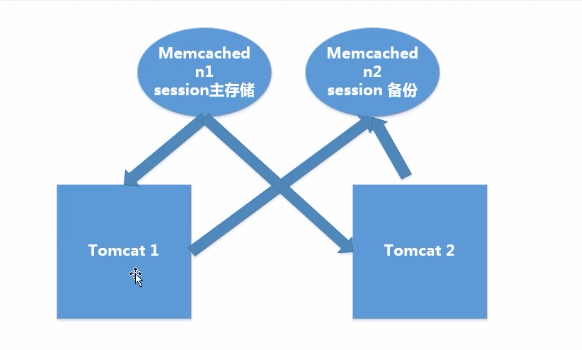 Memcached
n1
session主存储
Memcached
n2
session 备份
Tomcat 1
Tomcat 2